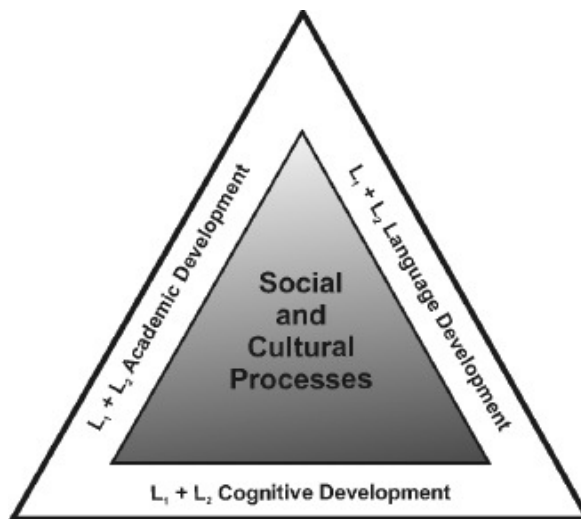 L₁ + L₂ Academic Development
L₁ + L₂ Language Development
Social
and
Cultural
Processes
L₁ + L₂ Cognitive Development